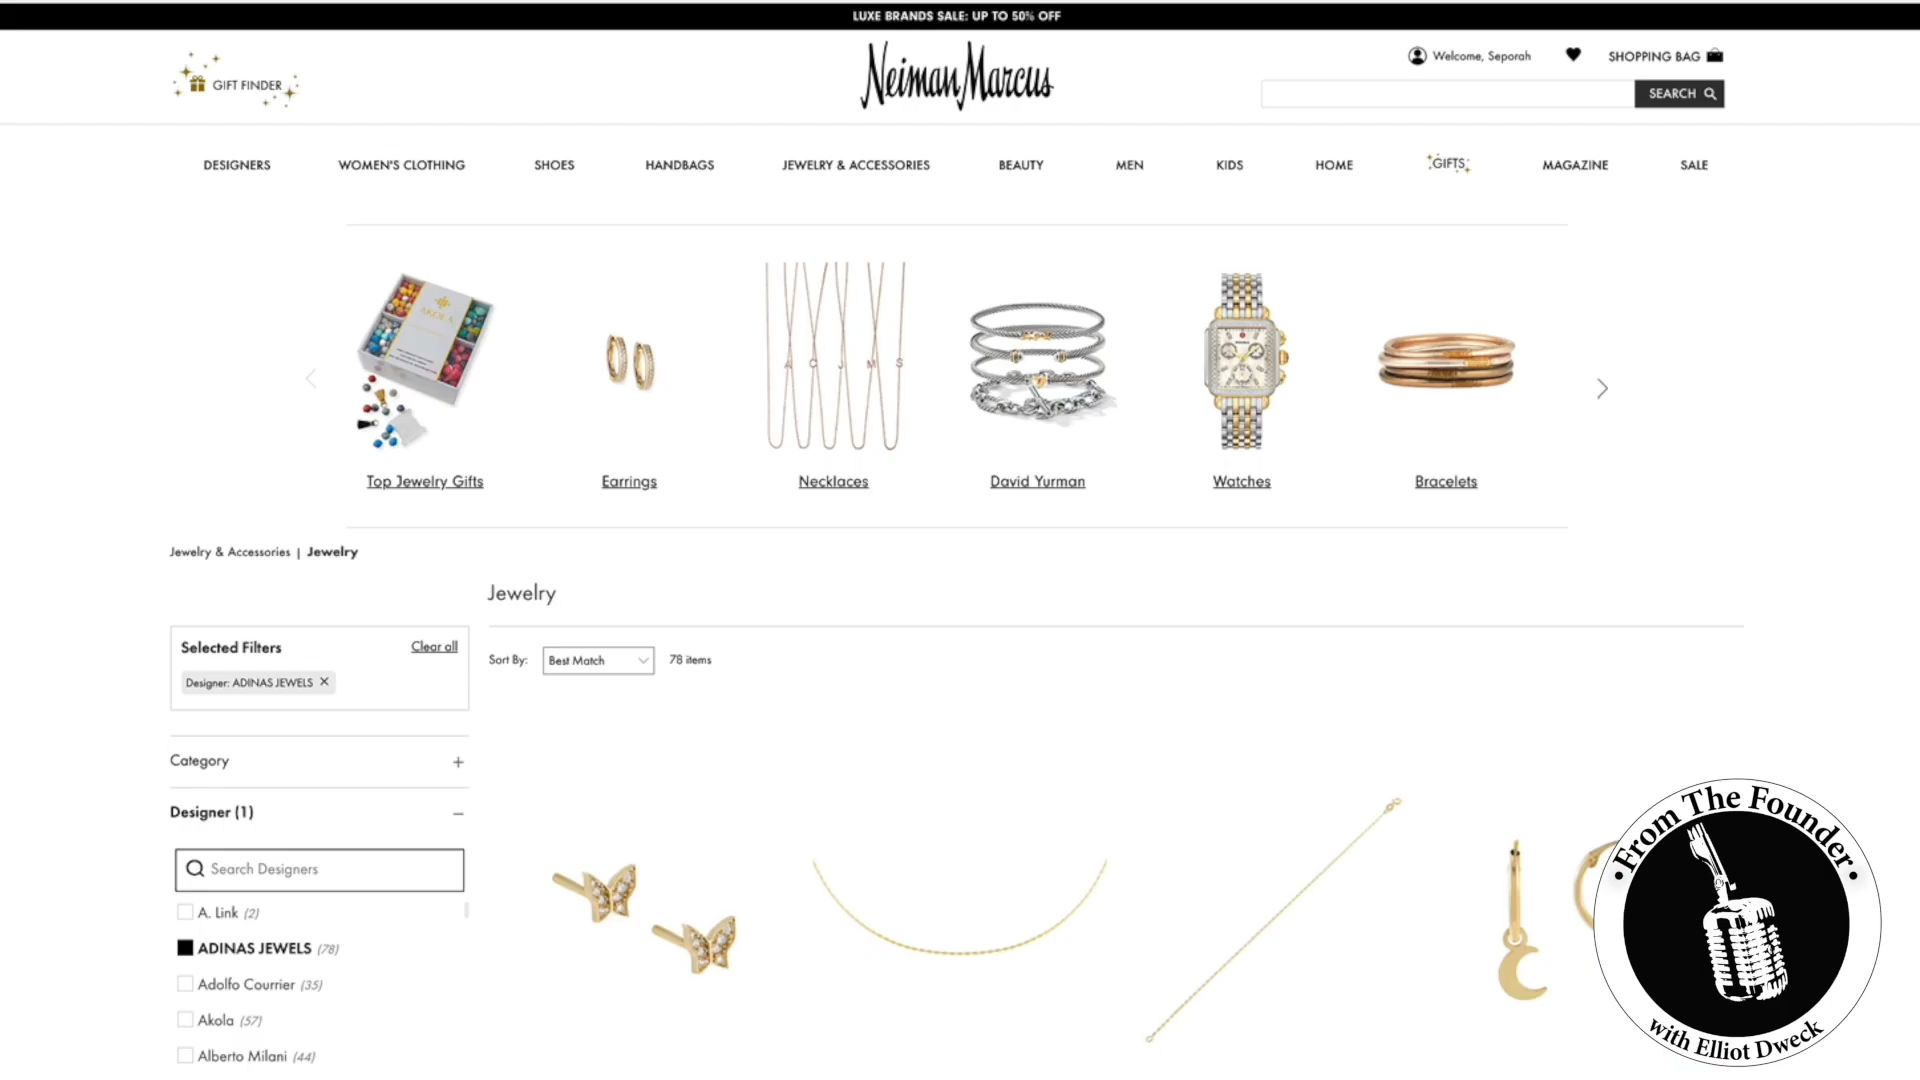 LUXE BRANDS SALE: UP TO 50% OFF
GIFT FINDER
Neiman Marcus
Welcome, Seporah
SHOPPING BAG
SEARCH
DESIGNERS
WOMEN'S CLOTHING
SHOES
HANDBAGS
JEWELRY & ACCESSORIES
BEAUTY
MEN
KIDS
HOME
GIFTS
MAGAZINE
SALE
AKOLA
A C J M S
Top Jewelry Gifts
Earrings
Necklaces
David Yurman
Watches
Bracelets
Jewelry & Accessories | Jewelry
Jewelry
Selected Filters
Clear all
Designer: ADINAS JEWELS ×
Sort By:
Best Match
78 items
Category +
Designer (1) –
Search Designers
A. Link (2)
ADINAS JEWELS (78)
Adolfo Courrier (35)
Akola (57)
Alberto Milani (44)
• From The Founder •
with Elliot Dweck